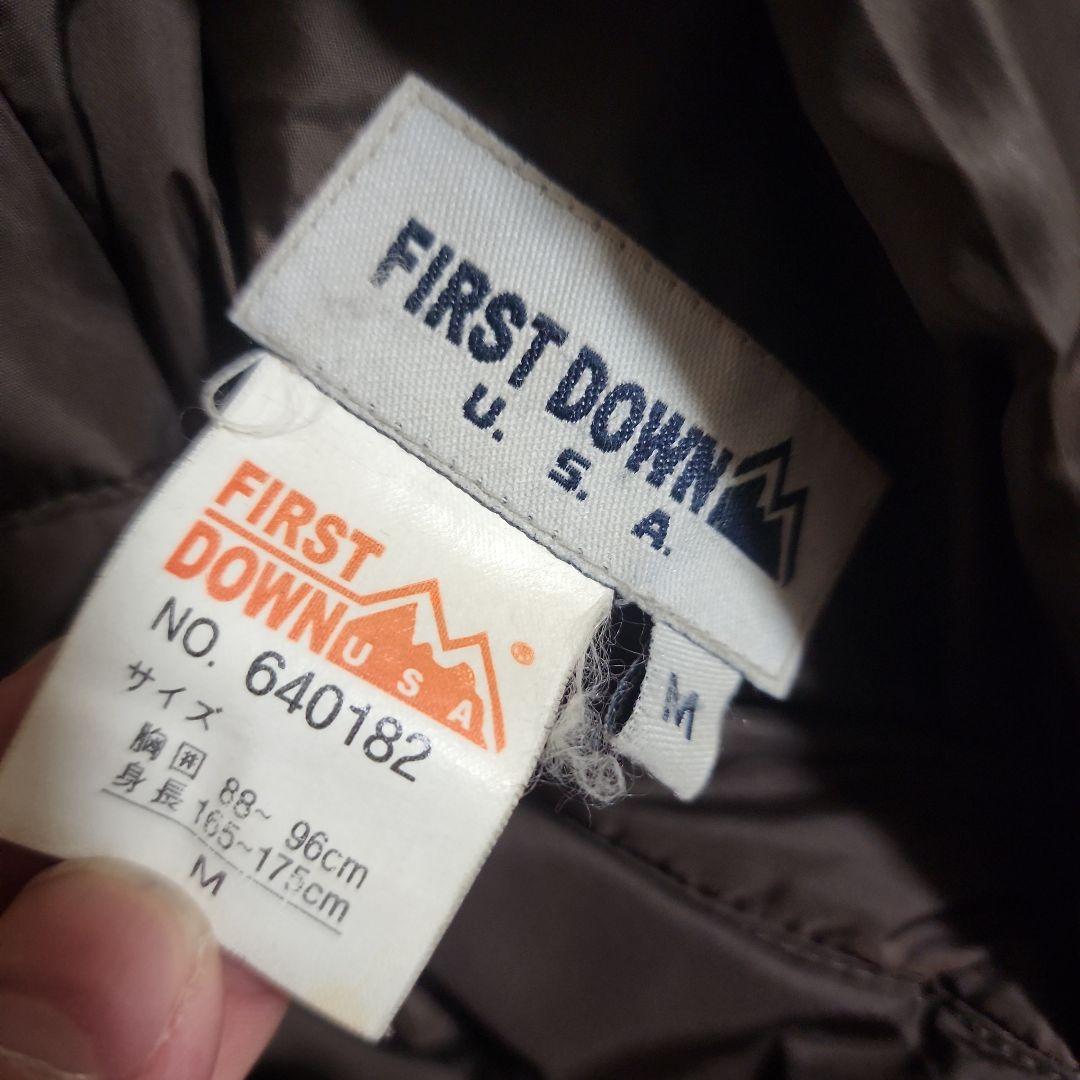 FIRST DOWN
U. S. A.
M
FIRST
DOWN USA
®
NO. 640182
サイズ
胸囲 88~ 96cm
身長 165~175cm
M